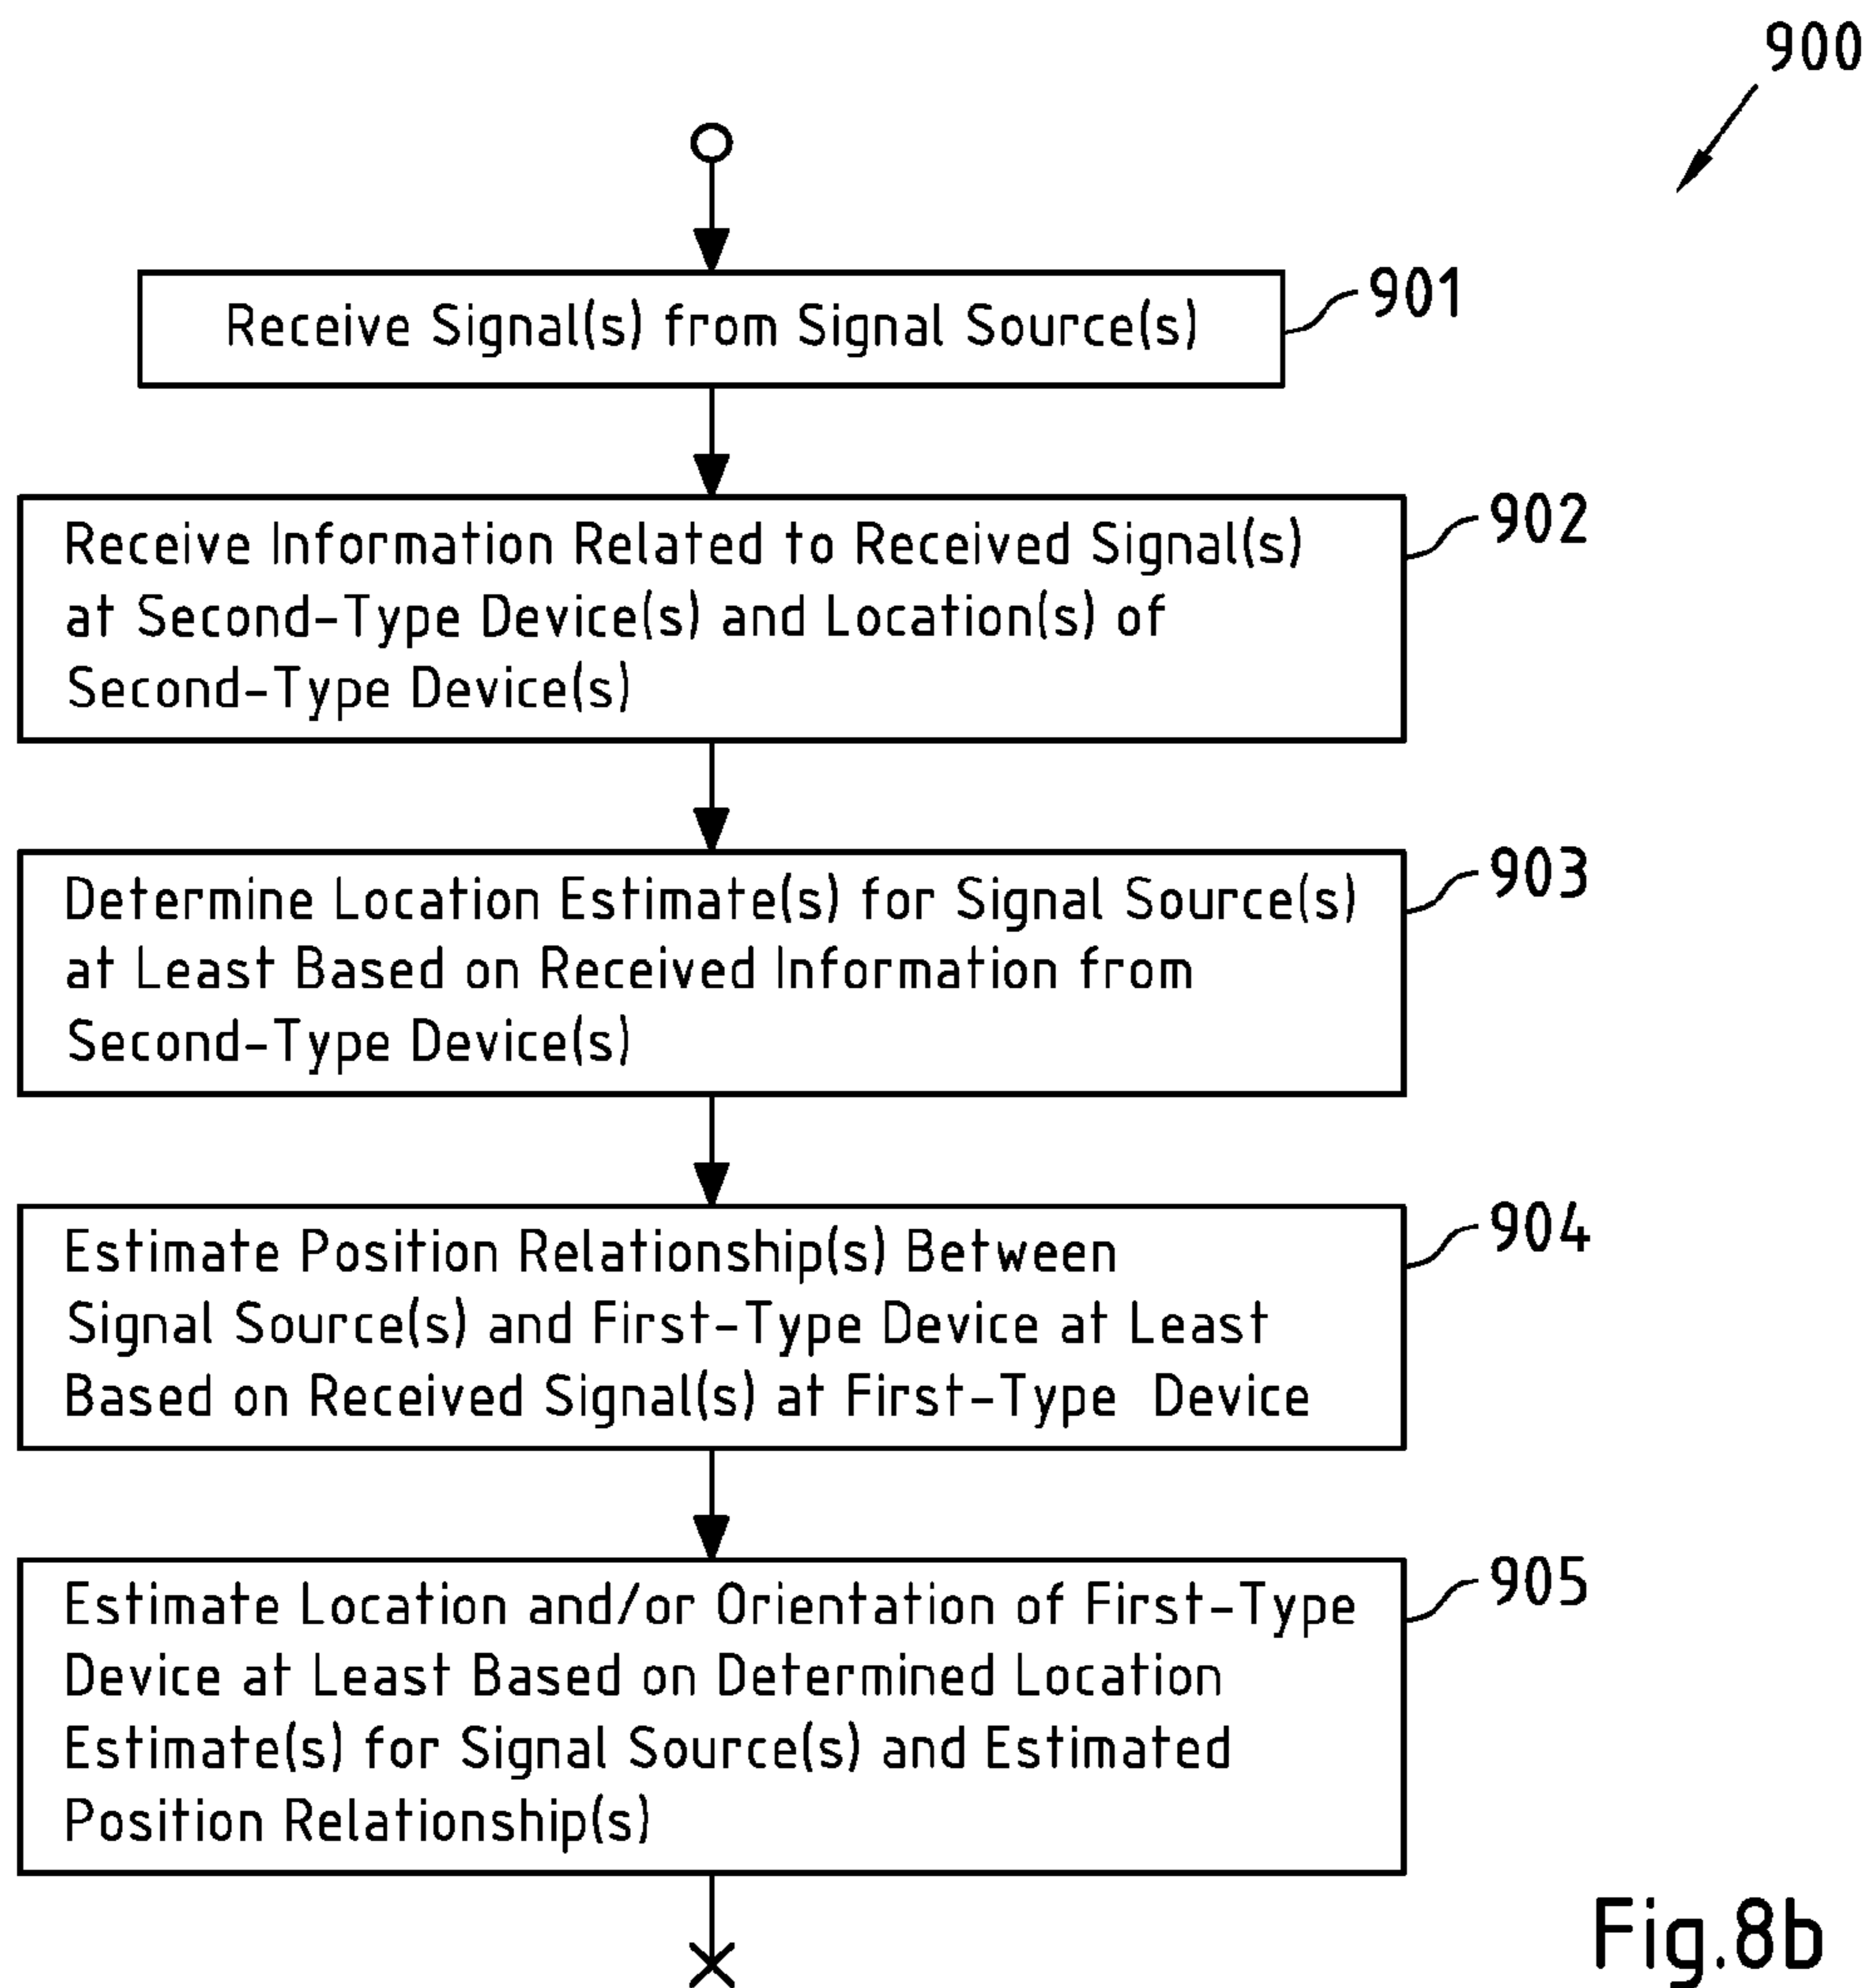 900
Receive Signal(s) from Signal Source(s)
901
Receive Information Related to Received Signal(s)
at Second-Type Device(s) and Location(s) of
Second-Type Device(s)
902
Determine Location Estimate(s) for Signal Source(s)
at Least Based on Received Information from
Second-Type Device(s)
903
Estimate Position Relationship(s) Between
Signal Source(s) and First-Type Device at Least
Based on Received Signal(s) at First-Type Device
904
Estimate Location and/or Orientation of First-Type
Device at Least Based on Determined Location
Estimate(s) for Signal Source(s) and Estimated
Position Relationship(s)
905
Fig.8b